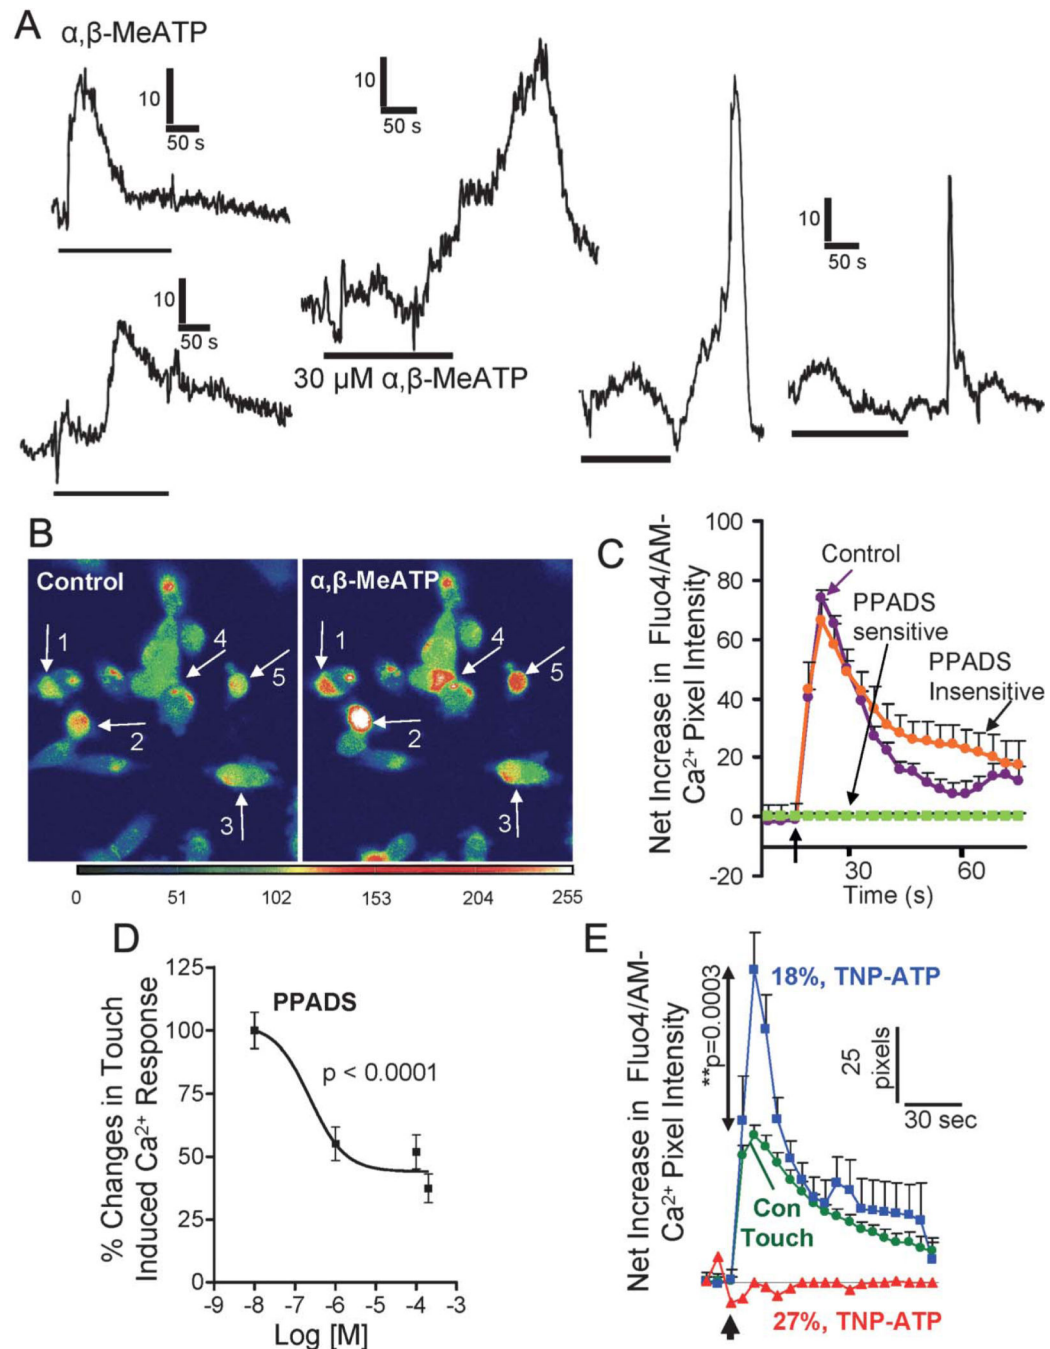 A
α,β-MeATP
10
50 s
10
50 s
10
50 s
30 µM α,β-MeATP
10
50 s
B
Control
1
2
3
4
5
α,β-MeATP
1
2
3
4
5
0 51 102 153 204 255
C
Net Increase in Fluo4/AM-
Ca²⁺ Pixel Intensity
100
80
60
40
20
0
-20
30 60
Time (s)
Control
PPADS
sensitive
PPADS
Insensitive
D
% Changes in Touch
Induced Ca²⁺ Response
125
100
75
50
25
0
-9 -8 -7 -6 -5 -4 -3
Log [M]
PPADS
p < 0.0001
E
Net Increase in Fluo4/AM-
Ca²⁺ Pixel Intensity
**p=0.0003
18%, TNP-ATP
25
pixels
30 sec
Con
Touch
27%, TNP-ATP